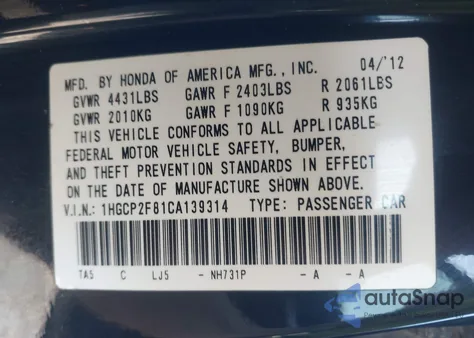 MFD. BY HONDA OF AMERICA MFG., INC. 04/'12
GVWR 4431LBS GAWR F 2403LBS R 2061LBS
GVWR 2010KG GAWR F 1090KG R 935KG
THIS VEHICLE CONFORMS TO ALL APPLICABLE
FEDERAL MOTOR VEHICLE SAFETY, BUMPER,
AND THEFT PREVENTION STANDARDS IN EFFECT
ON THE DATE OF MANUFACTURE SHOWN ABOVE.
V.I.N.: 1HGCP2F81CA139314 TYPE: PASSENGER CAR
TA5 C LJ5 - NH731P - A - A
autoSnap